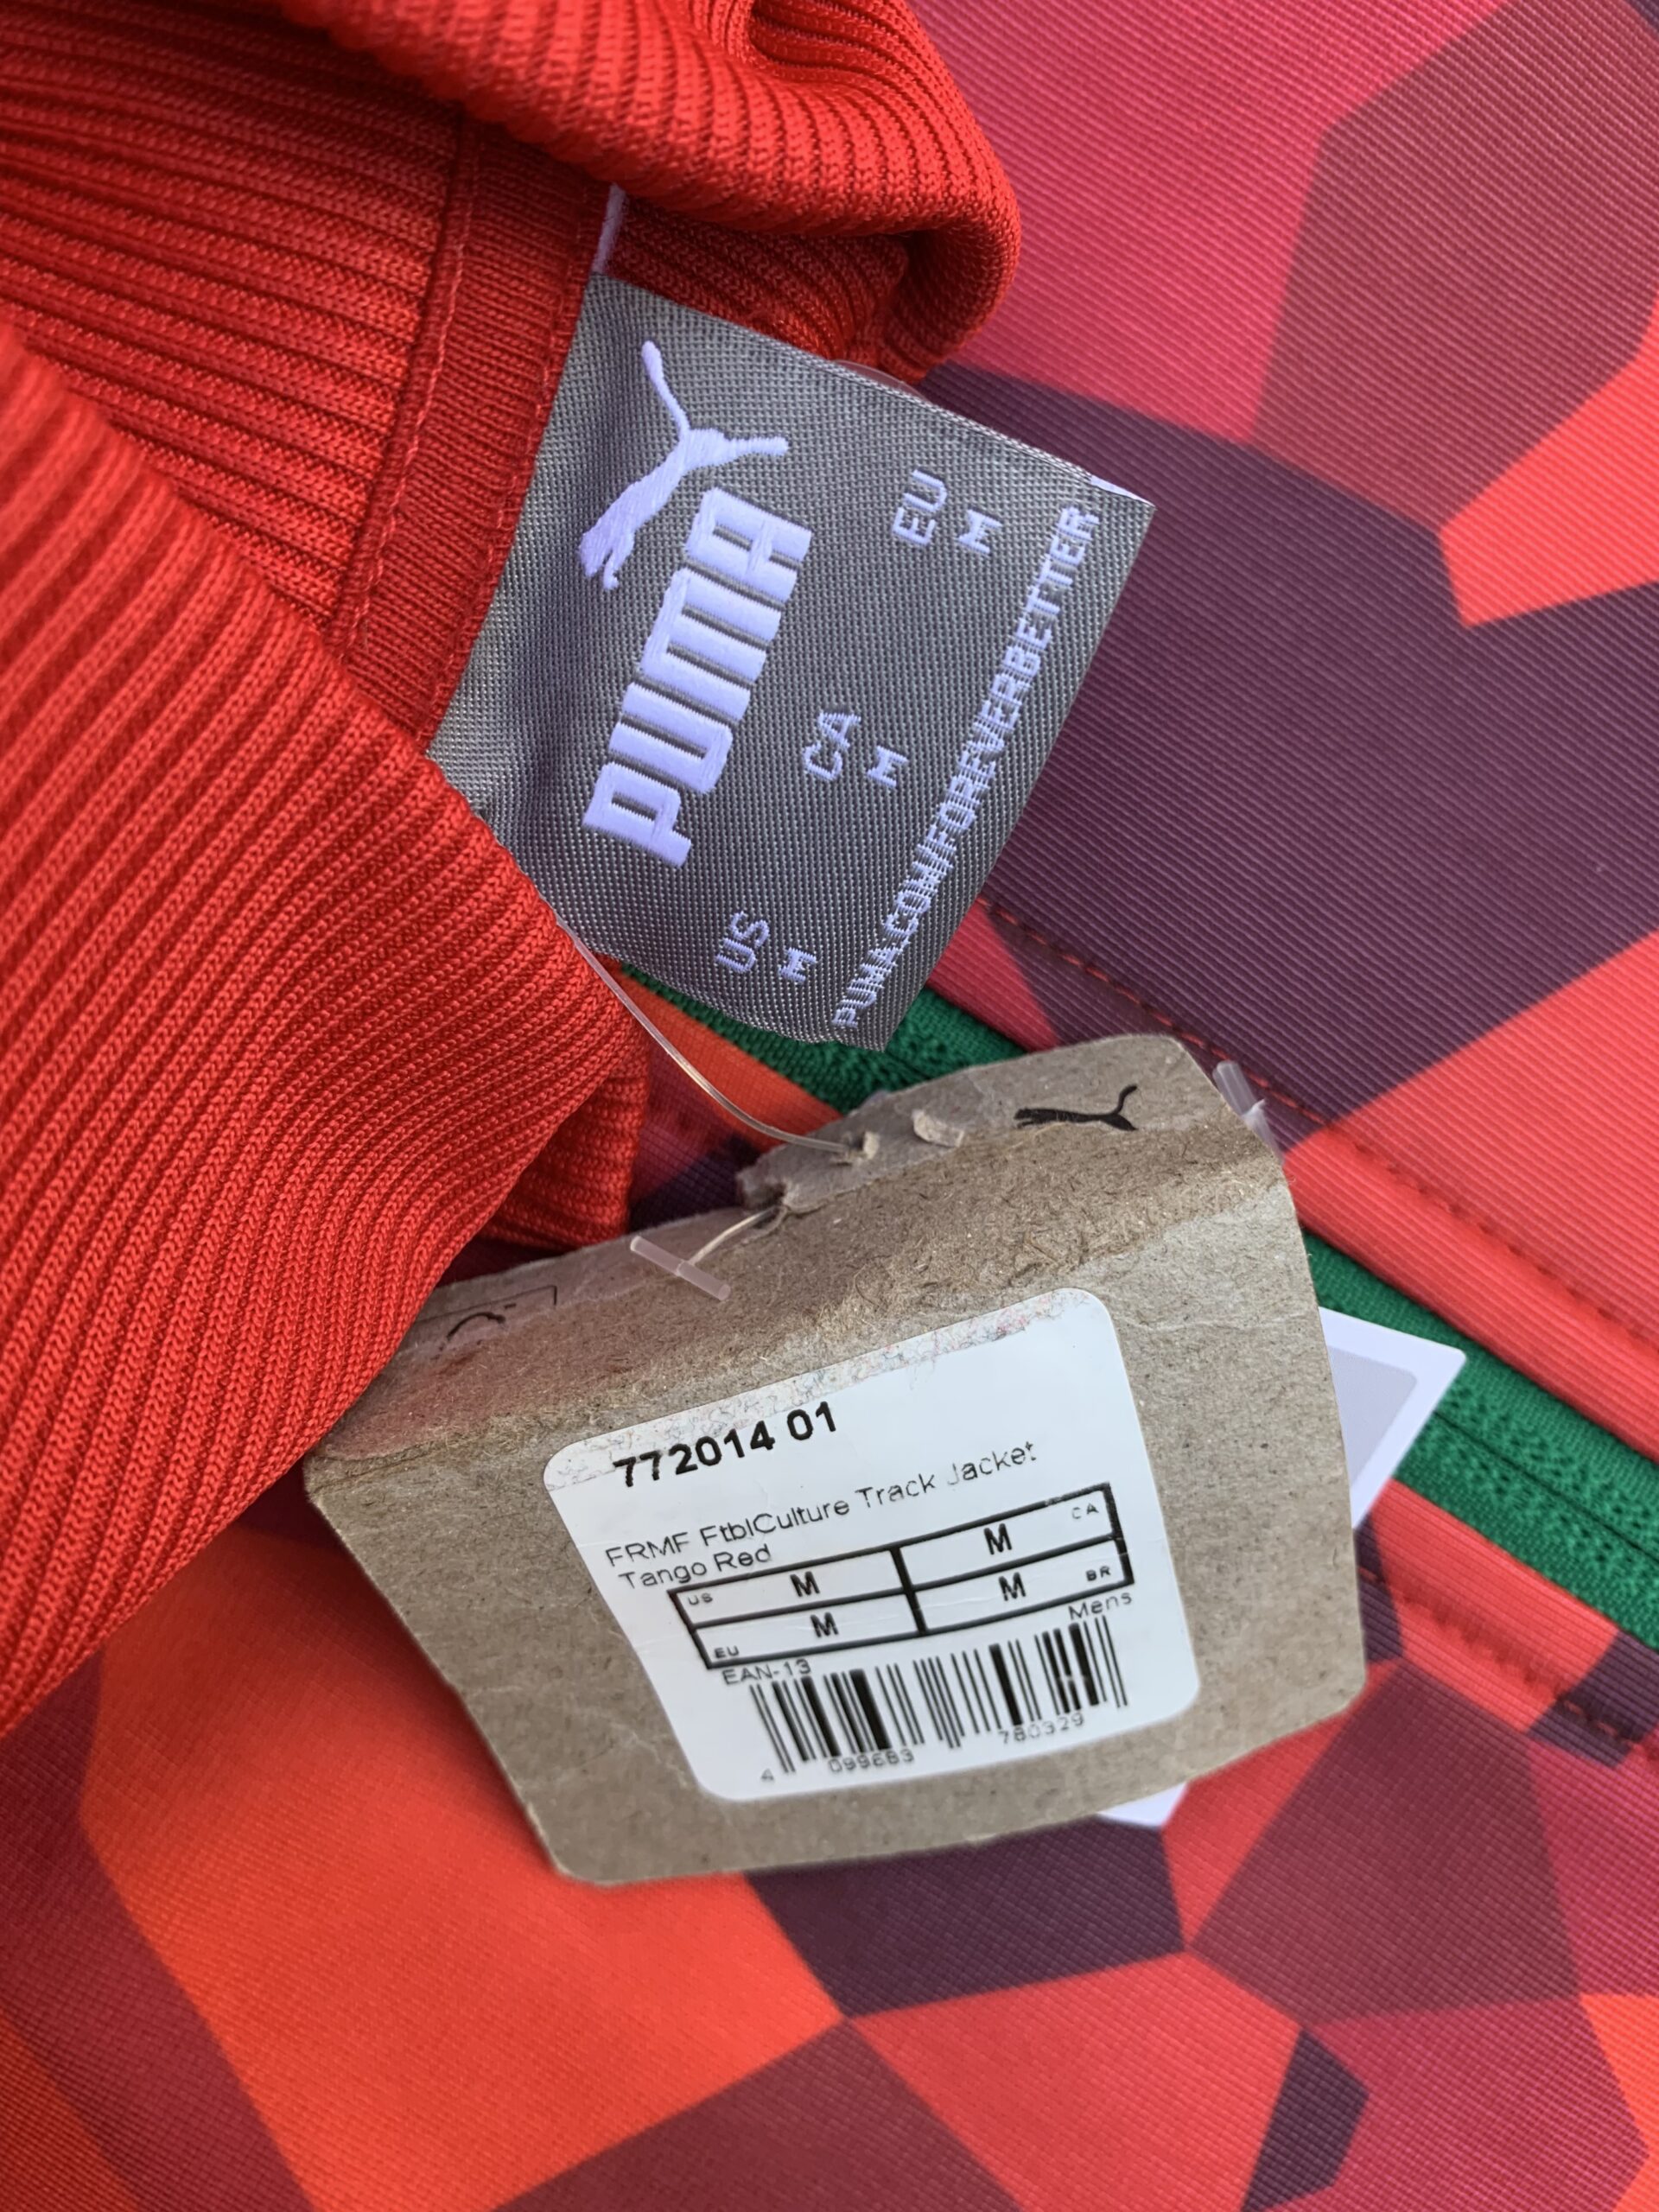 PUMA
US CA EU
M M M
PUMA.COM/FOREVERBETTER
772014 01
FRMF FtblCulture Track Jacket
Tango Red
US M M CA
EU M M BR
EAN-13 Mens
4 099683 780329